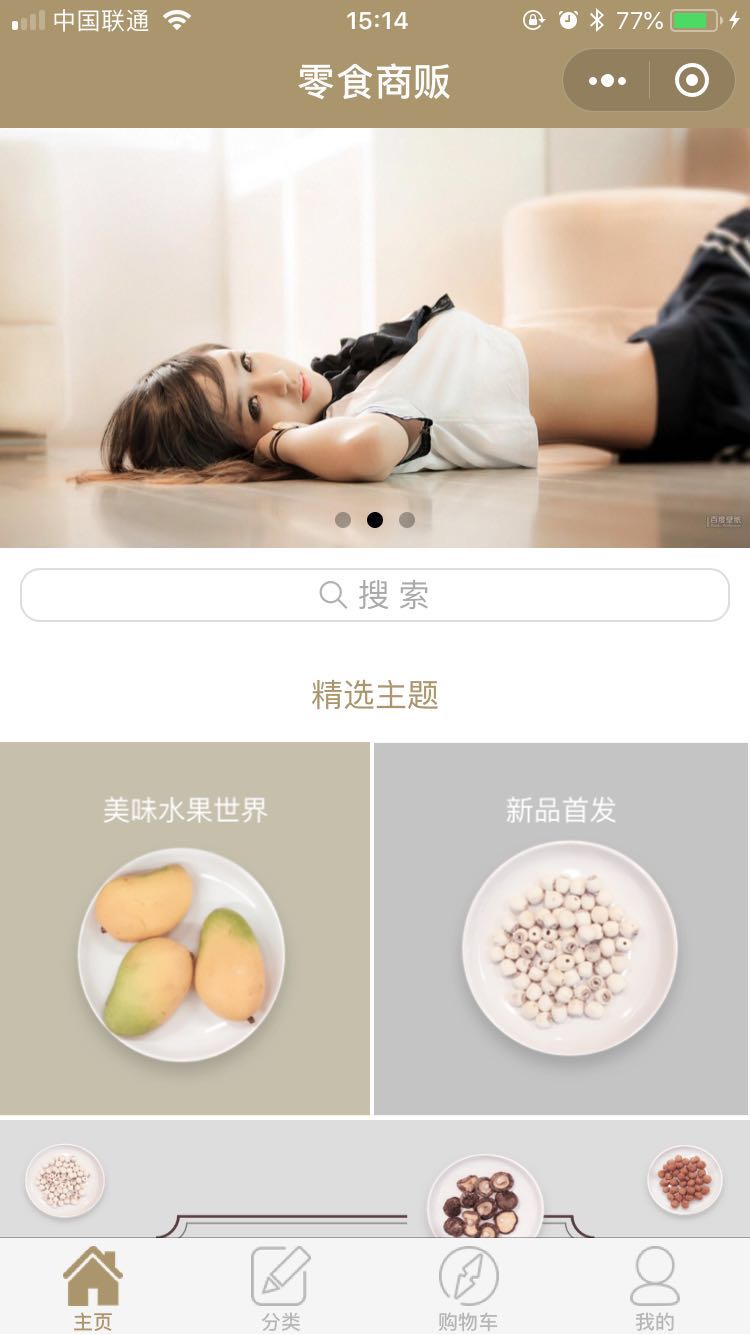 中国联通
15:14
77%
零食商贩
百度壁纸
搜 索
精选主题
美味水果世界
新品首发
主页
分类
购物车
我的